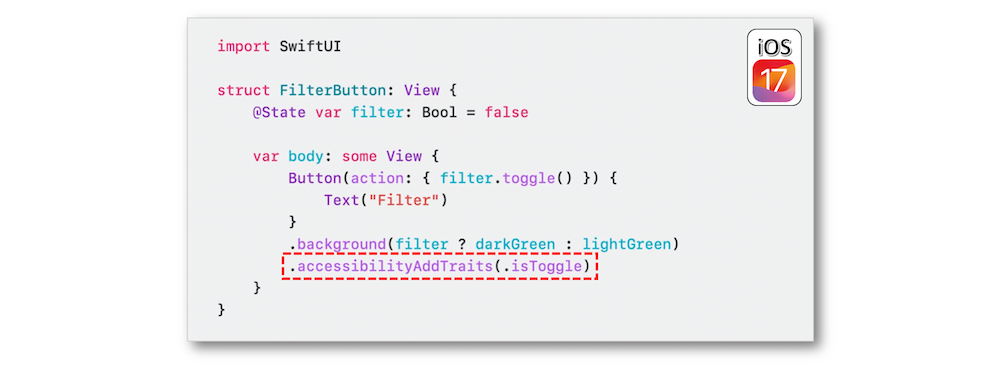 import SwiftUI
iOS
17
struct FilterButton: View {
    @State var filter: Bool = false
    var body: some View {
        Button(action: { filter.toggle() }) {
            Text("Filter")
        }
        .background(filter ? darkGreen : lightGreen)
        .accessibilityAddTraits(.isToggle)
    }
}